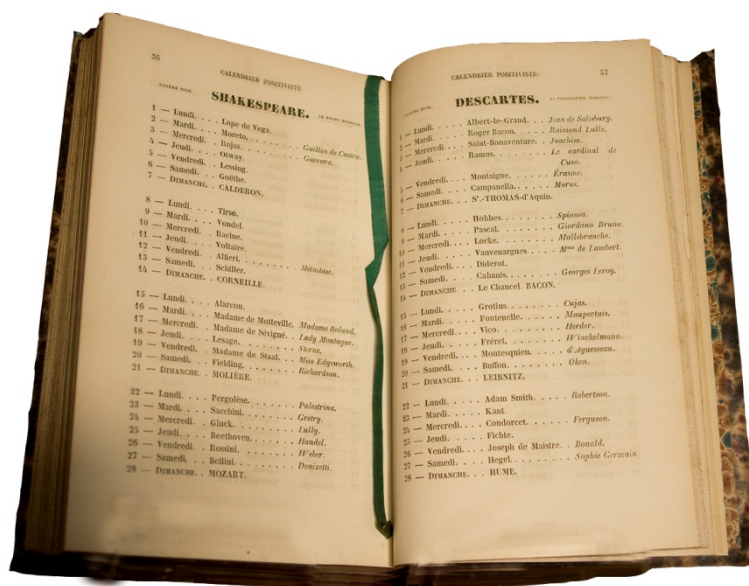 36
CALENDRIER POSITIVISTE
DIXIÈME MOIS. SHAKESPEARE. LE DRAME MODERNE.
1 — Lundi. . . . Lope de Vega.
2 — Mardi. . . . Moreto. . . . . . . . Guillen de Castro.
3 — Mercredi. . Rojas. . . . . . . . Guevara.
4 — Jeudi. . . . Otway.
5 — Vendredi. . Lessing.
6 — Samedi. . . Goëthe.
7 — DIMANCHE. . CALDERON.
8 — Lundi. . . . Tirso.
9 — Mardi. . . . Vondel.
10 — Mercredi. . Racine.
11 — Jeudi. . . . Voltaire.
12 — Vendredi. . Alfieri. . . . . . . . Métastase.
13 — Samedi. . . Schiller.
14 — DIMANCHE. . CORNEILLE.
15 — Lundi. . . . Alarcon.
16 — Mardi. . . . Madame de Motteville. Madame Roland.
17 — Mercredi. . Madame de Sévigné. . Lady Montague.
18 — Jeudi. . . . Lesage. . . . . . . . Sterne.
19 — Vendredi. . Madame de Staal. . . Miss Edgeworth.
20 — Samedi. . . Fielding. . . . . . . Richardson.
21 — DIMANCHE. . MOLIÈRE.
22 — Lundi. . . . Pergolèse. . . . . . . Palestrina.
23 — Mardi. . . . Sacchini. . . . . . . Grétry.
24 — Mercredi. . Gluck. . . . . . . . Lully.
25 — Jeudi. . . . Beethoven. . . . . . Handel.
26 — Vendredi. . Rossini. . . . . . . . Weber.
27 — Samedi. . . Bellini. . . . . . . . Donizetti.
28 — DIMANCHE. . MOZART.
CALENDRIER POSITIVISTE. 37
MOIS. DESCARTES. LA PHILOSOPHIE MODERNE.
1 — Lundi. . . . . Albert-le-Grand. . . Jean de Salisbury.
2 — Mardi. . . . . Roger Bacon. . . . . Raimond Lulle.
3 — Mercredi. . . Saint-Bonaventure. . Joachim.
4 — Jeudi. . . . . Ramus. . . . . . . . Le cardinal de
Cusa.
5 — Vendredi. . . Montaigne. . . . . . Érasme.
6 — Samedi. . . . Campanella. . . . . . Morus.
7 — DIMANCHE. . . St-THOMAS-d'Aquin.
8 — Lundi. . . . . Hobbes. . . . . . . . Spinosa.
9 — Mardi. . . . . Pascal. . . . . . . . Giordano Bruno.
10 — Mercredi. . . Locke. . . . . . . . Mallebranche.
11 — Jeudi. . . . . Vauvenargues . . . . Mme de Lambert.
12 — Vendredi. . . Diderot.
13 — Samedi. . . . Cabanis. . . . . . . Georges Leroy.
14 — DIMANCHE. . . Le Chancel. BACON.
15 — Lundi. . . . . Grotius. . . . . . . . Cujas.
16 — Mardi. . . . . Fontenelle. . . . . . Maupertuis.
17 — Mercredi. . . Vico. . . . . . . . . Herder.
18 — Jeudi. . . . . Fréret. . . . . . . . Winckelmann.
19 — Vendredi. . . Montesquieu. . . . . d'Aguesseau.
20 — Samedi. . . . Buffon. . . . . . . . Oken.
21 — DIMANCHE. . . LEIBNITZ.
22 — Lundi. . . . . Adam Smith. . . . . . Robertson.
23 — Mardi. . . . . Kant.
24 — Mercredi. . . Condorcet. . . . . . Ferguson.
25 — Jeudi. . . . . Fichte.
26 — Vendredi. . . Joseph de Maistre. . Bonald.
27 — Samedi. . . . Hegel. . . . . . . . Sophie Germain.
28 — DIMANCHE. . . HUME.